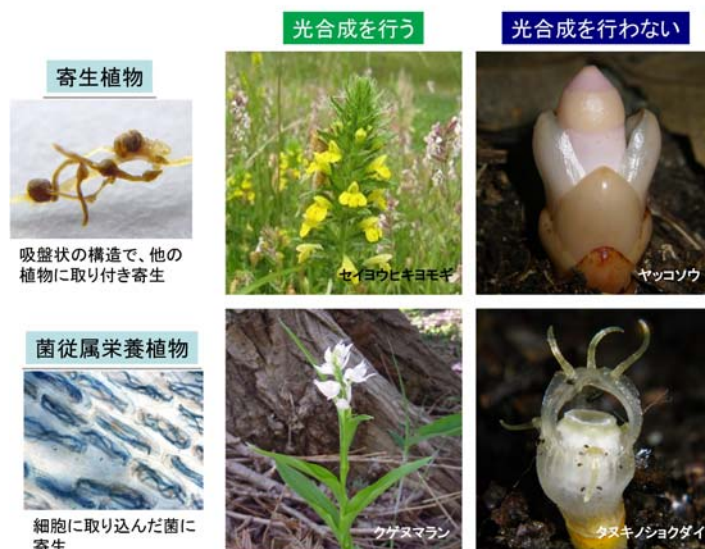 光合成を行う
光合成を行わない
寄生植物
吸盤状の構造で、他の
植物に取り付き寄生
セイヨウヒキヨモギ
ヤッコソウ
菌従属栄養植物
細胞に取り込んだ菌に
寄生
クゲヌマラン
タヌキノショクダイ